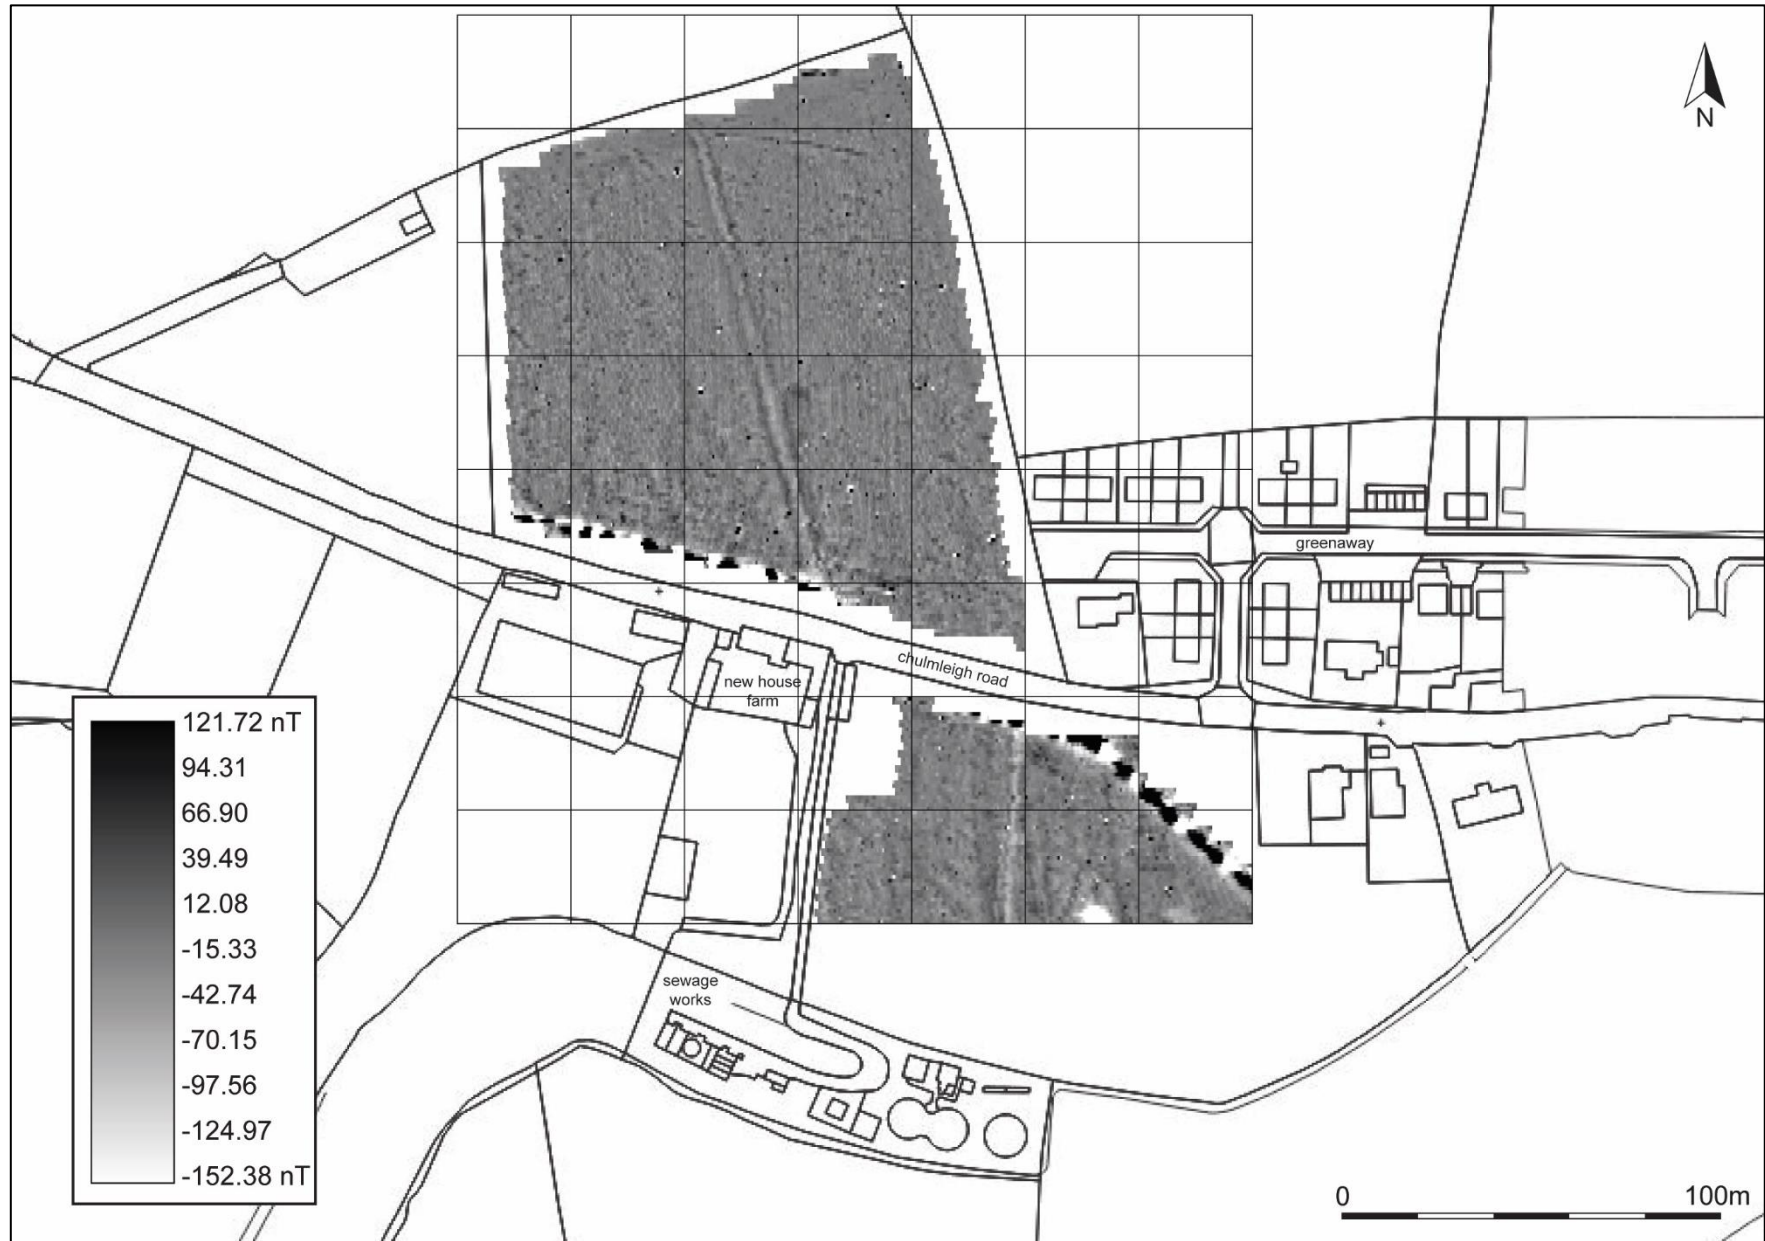 N
greenaway
chulmleigh road
new house
farm
121.72 nT
94.31
66.90
39.49
12.08
-15.33
-42.74
-70.15
-97.56
-124.97
-152.38 nT
sewage
works
0 100m